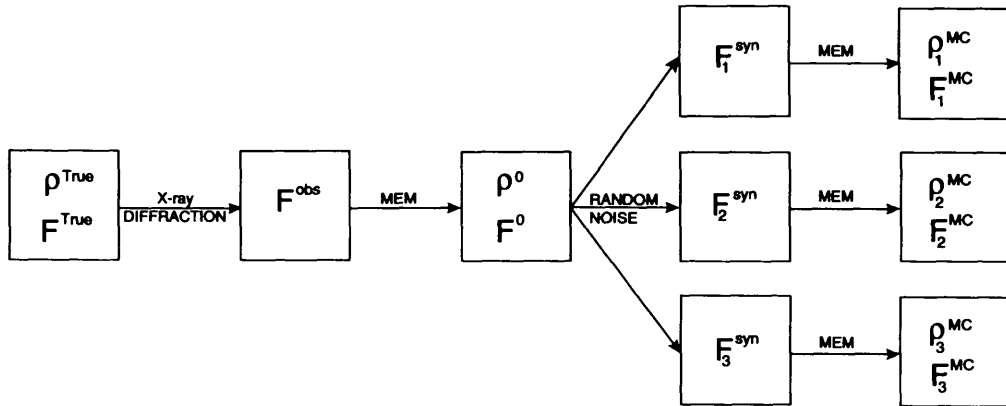 ρ^True
F^True
X-ray
DIFFRACTION
F^obs
MEM
ρ^0
F^0
RANDOM
NOISE
F_1^syn
MEM
ρ_1^MC
F_1^MC
F_2^syn
MEM
ρ_2^MC
F_2^MC
F_3^syn
MEM
ρ_3^MC
F_3^MC